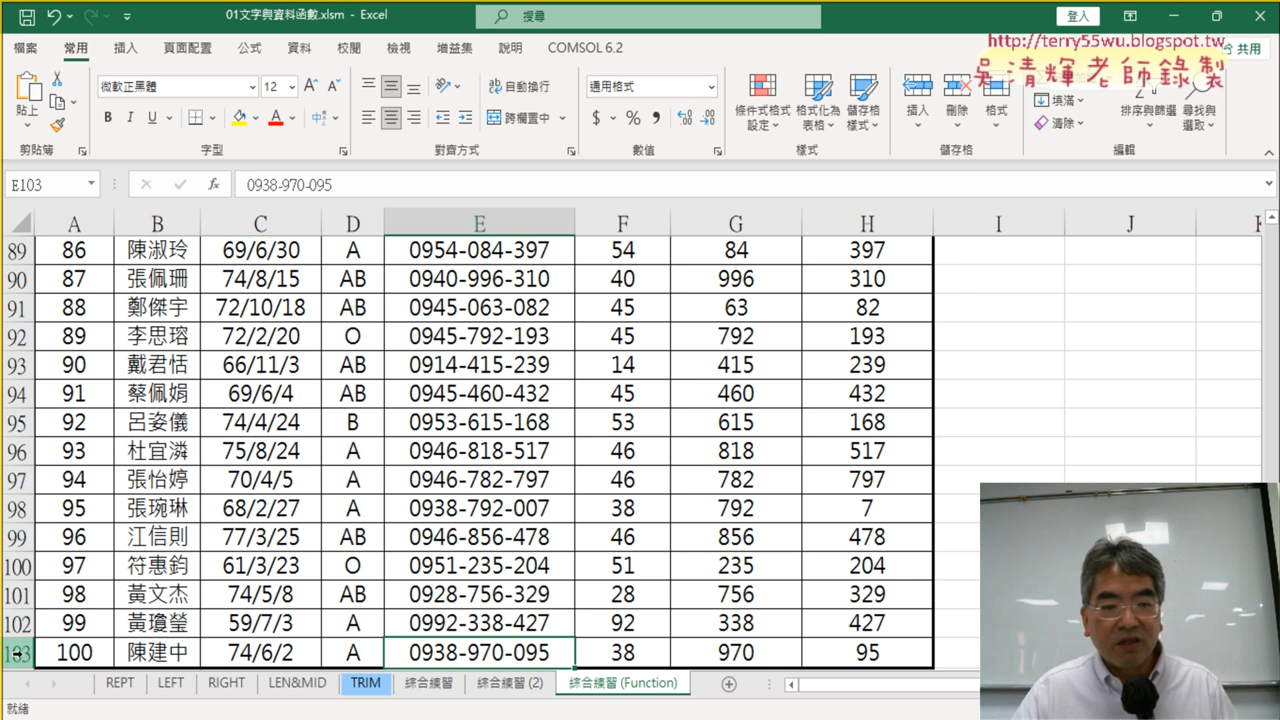 01文字與資料函數.xlsm - Excel
搜尋
登入
檔案 常用 插入 頁面配置 公式 資料 校閱 檢視 增益集 說明 COMSOL 6.2
http://terry55wu.blogspot.tw
共用
吳清輝老師錄製
貼上
微軟正黑體 12
自動換行
通用格式
B I U
跨欄置中
$ %
條件式格式設定
格式化為表格
儲存格樣式
插入
刪除
格式
填滿
清除
排序與篩選
尋找與選取
剪貼簿 字型 對齊方式 數值 樣式 儲存格 編輯
E103
fx
0938-970-095
A B C D E F G H I J K
89 86 陳淑玲 69/6/30 A 0954-084-397 54 84 397
90 87 張佩珊 74/8/15 AB 0940-996-310 40 996 310
91 88 鄭傑宇 72/10/18 AB 0945-063-082 45 63 82
92 89 李思瑢 72/2/20 O 0945-792-193 45 792 193
93 90 戴君恬 66/11/3 AB 0914-415-239 14 415 239
94 91 蔡佩娟 69/6/4 AB 0945-460-432 45 460 432
95 92 呂姿儀 74/4/24 B 0953-615-168 53 615 168
96 93 杜宜潾 75/8/24 A 0946-818-517 46 818 517
97 94 張怡婷 70/4/5 A 0946-782-797 46 782 797
98 95 張琬琳 68/2/27 A 0938-792-007 38 792 7
99 96 江信則 77/3/25 AB 0946-856-478 46 856 478
100 97 符惠鈞 61/3/23 O 0951-235-204 51 235 204
101 98 黃文杰 74/5/8 AB 0928-756-329 28 756 329
102 99 黃瓊瑩 59/7/3 A 0992-338-427 92 338 427
103 100 陳建中 74/6/2 A 0938-970-095 38 970 95
REPT LEFT RIGHT LEN&MID TRIM 綜合練習 綜合練習 (2) 綜合練習 (Function)
就緒